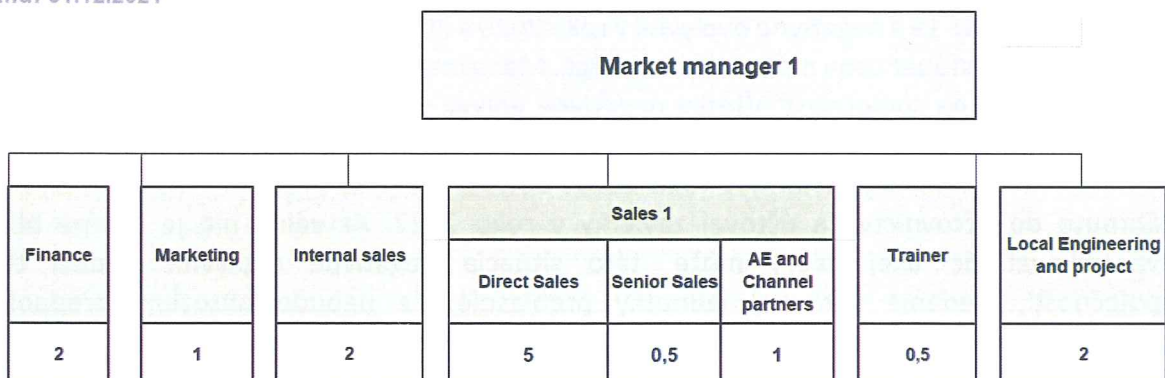 Market manager 1
Finance
Marketing
Internal sales
Sales 1
Direct Sales
Senior Sales
AE and
Channel
partners
Trainer
Local Engineering
and project
2
1
2
5
0,5
1
0,5
2